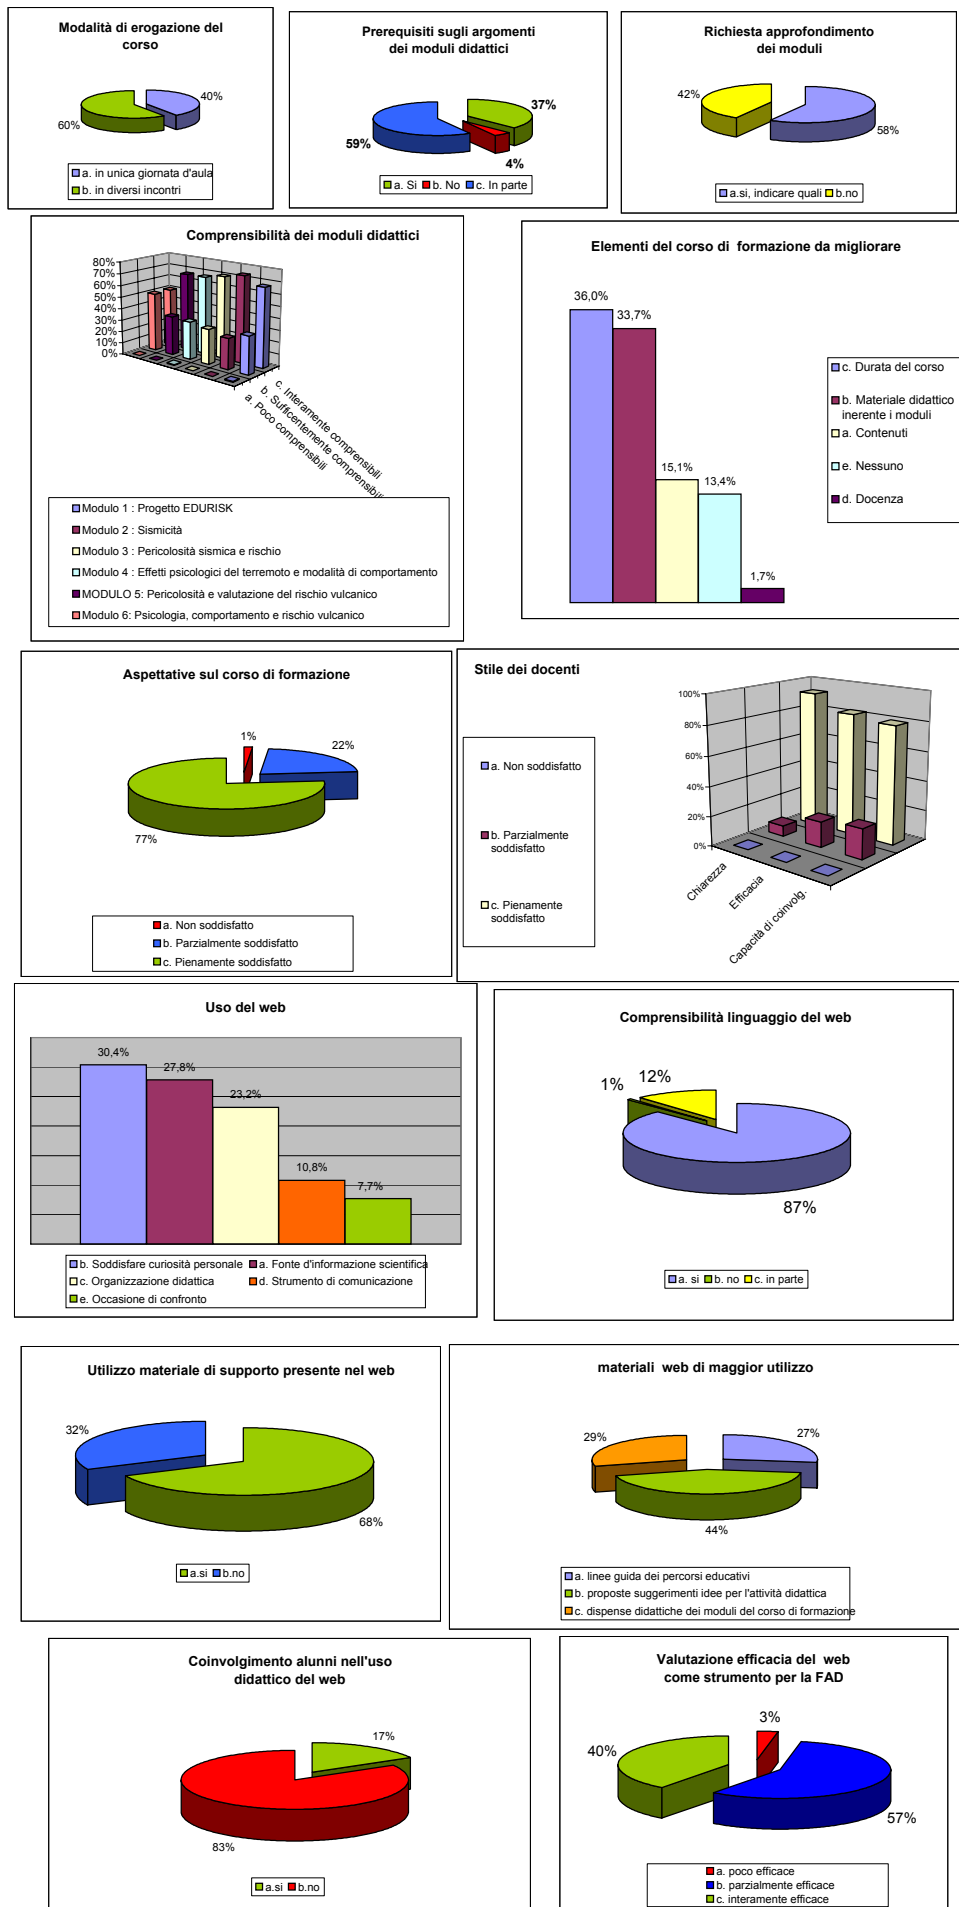 Modalità di erogazione del
corso
40%
60%
a. in unica giornata d'aula
b. in diversi incontri
Prerequisiti sugli argomenti
dei moduli didattici
37%
59%
4%
a. Si b. No c. In parte
Richiesta approfondimento
dei moduli
42%
58%
a.si, indicare quali b.no
Comprensibilità dei moduli didattici
80%
70%
60%
50%
40%
30%
20%
10%
0%
c. Interamente comprensibili
b. Sufficentemente comprensibili
a. Poco comprensibili
Modulo 1 : Progetto EDURISK
Modulo 2 : Sismicità
Modulo 3 : Pericolosità sismica e rischio
Modulo 4 : Effetti psicologici del terremoto e modalità di comportamento
MODULO 5: Pericolosità e valutazione del rischio vulcanico
Modulo 6: Psicologia, comportamento e rischio vulcanico
Elementi del corso di formazione da migliorare
36,0%
33,7%
15,1%
13,4%
1,7%
c. Durata del corso
b. Materiale didattico
inerente i moduli
a. Contenuti
e. Nessuno
d. Docenza
Aspettative sul corso di formazione
1%
22%
77%
a. Non soddisfatto
b. Parzialmente soddisfatto
c. Pienamente soddisfatto
Stile dei docenti
a. Non soddisfatto
b. Parzialmente
soddisfatto
c. Pienamente
soddisfatto
100%
80%
60%
40%
20%
0%
Chiarezza
Efficacia
Capacità di coinvolg.
Uso del web
30,4%
27,8%
23,2%
10,8%
7,7%
b. Soddisfare curiosità personale a. Fonte d'informazione scientifica
c. Organizzazione didattica d. Strumento di comunicazione
e. Occasione di confronto
Comprensibilità linguaggio del web
1%
12%
87%
a. si b. no c. in parte
Utilizzo materiale di supporto presente nel web
32%
68%
a.si b.no
materiali web di maggior utilizzo
29%
27%
44%
a. linee guida dei percorsi educativi
b. proposte suggerimenti idee per l'attività didattica
c. dispense didattiche dei moduli del corso di formazione
Coinvolgimento alunni nell'uso
didattico del web
17%
83%
a.si b.no
Valutazione efficacia del web
come strumento per la FAD
3%
40%
57%
a. poco efficace
b. parzialmente efficace
c. interamente efficace